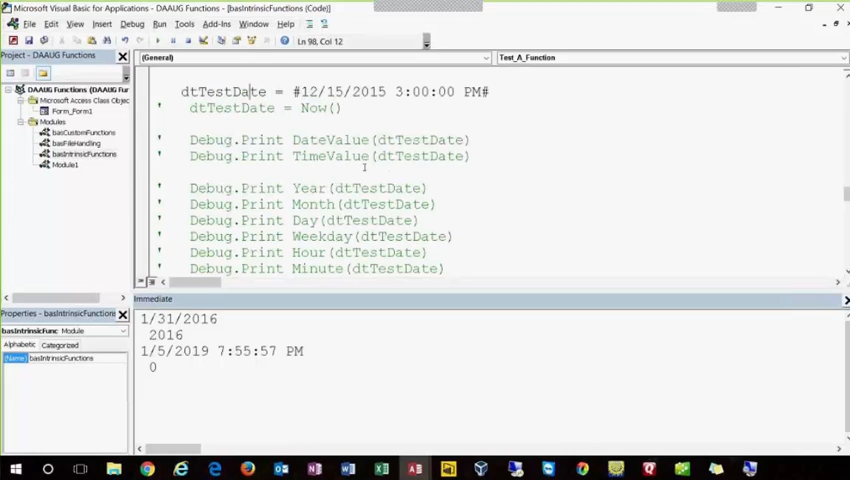 Microsoft Visual Basic for Applications - DAAUG Functions - [basIntrinsicFunctions (Code)]
File Edit View Insert Debug Run Tools Add-Ins Window Help
Ln 98, Col 12
Project - DAAUG Functions
(General)
Test_A_Function
DAAUG Functions (DAAUG Fur
Microsoft Access Class Objec
Form_Form1
Modules
basCustomFunctions
basFileHandling
basIntrinsicFunctions
Module1
dtTestDate = #12/15/2015 3:00:00 PM#
' dtTestDate = Now()
' Debug.Print DateValue(dtTestDate)
' Debug.Print TimeValue(dtTestDate)
' Debug.Print Year(dtTestDate)
' Debug.Print Month(dtTestDate)
' Debug.Print Day(dtTestDate)
' Debug.Print Weekday(dtTestDate)
' Debug.Print Hour(dtTestDate)
' Debug.Print Minute(dtTestDate)
Properties - basIntrinsicFunctions
basIntrinsicFunc Module
Alphabetic Categorized
(Name) basIntrinsicFunctions
Immediate
1/31/2016
2016
1/5/2019 7:55:57 PM
0